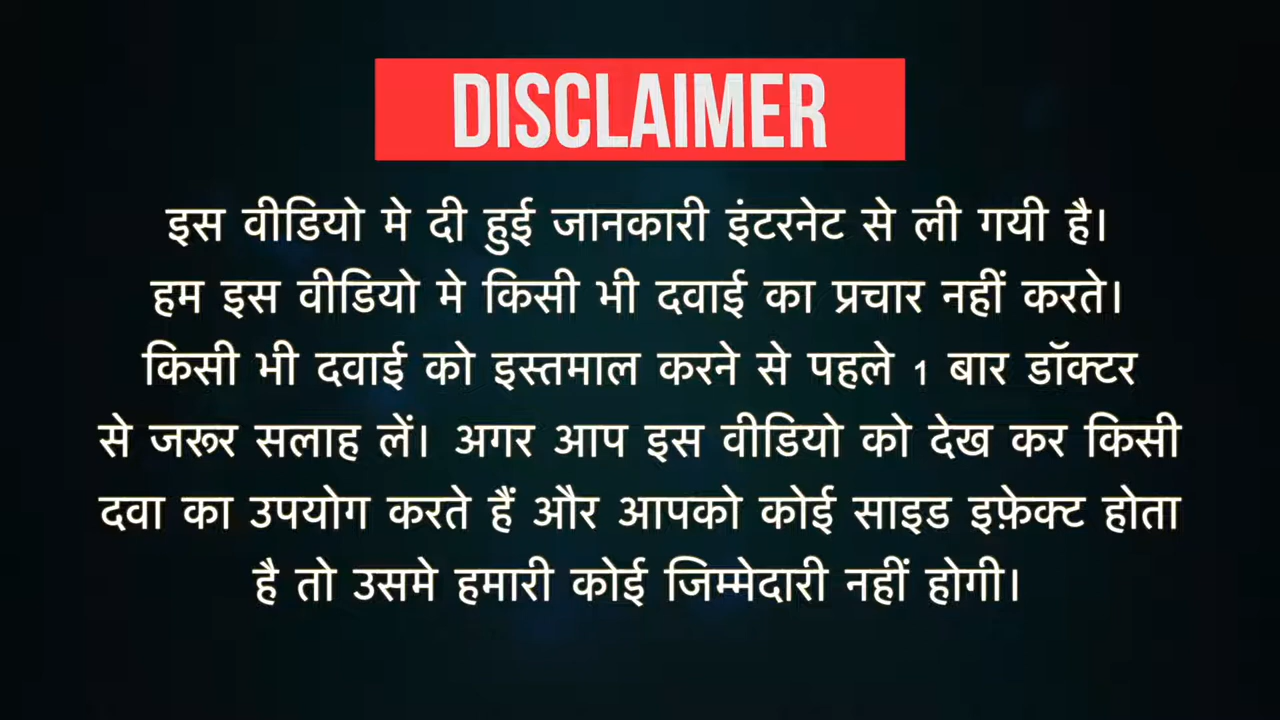 DISCLAIMER
इस वीडियो मे दी हुई जानकारी इंटरनेट से ली गयी है।
हम इस वीडियो मे किसी भी दवाई का प्रचार नहीं करते।
किसी भी दवाई को इस्तमाल करने से पहले 1 बार डॉक्टर
से जरूर सलाह लें। अगर आप इस वीडियो को देख कर किसी
दवा का उपयोग करते हैं और आपको कोई साइड इफ़ेक्ट होता
है तो उसमे हमारी कोई जिम्मेदारी नहीं होगी।